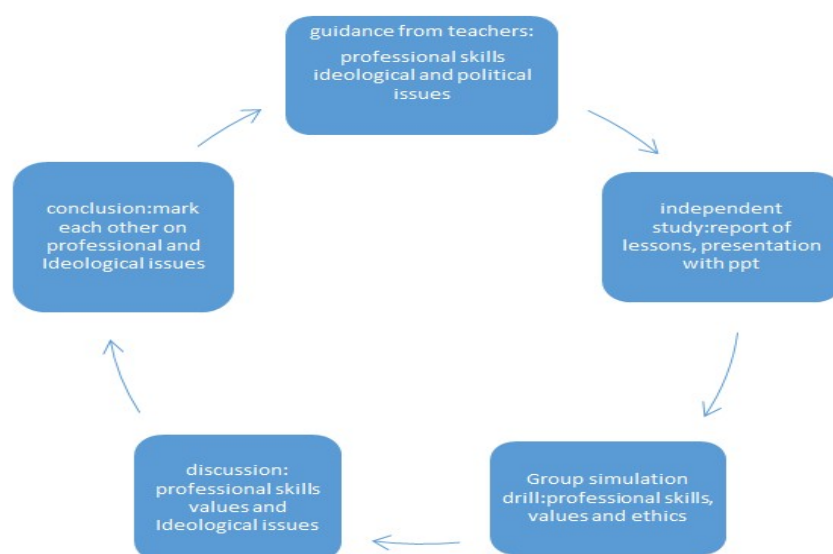 guidance from teachers:
professional skills
ideological and political
issues
independent
study:report of
lessons, presentation
with ppt
Group simulation
drill:professional skills,
values and ethics
discussion:
professional skills
values and
Ideological issues
conclusion:mark
each other on
professional and
Ideological issues